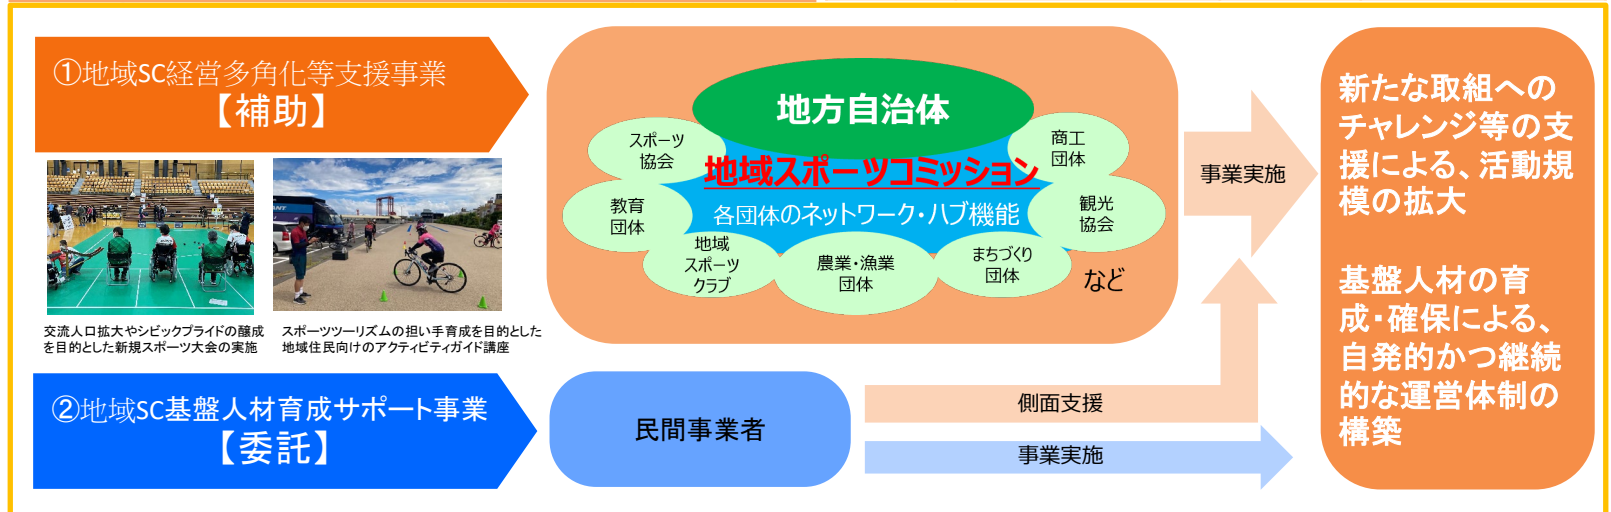 ①地域SC経営多角化等支援事業
【補助】
交流人口拡大やシビックプライドの醸成
を目的とした新規スポーツ大会の実施
スポーツツーリズムの担い手育成を目的とした
地域住民向けのアクティビティガイド講座
地方自治体
スポーツ
協会
商工
団体
地域スポーツコミッション
各団体のネットワーク・ハブ機能
教育
団体
観光
協会
地域
スポーツ
クラブ
農業・漁業
団体
まちづくり
団体
など
事業実施
②地域SC基盤人材育成サポート事業
【委託】
民間事業者
側面支援
事業実施
新たな取組への
チャレンジ等の支
援による、活動規
模の拡大
基盤人材の育
成・確保による、
自発的かつ継続
的な運営体制の
構築